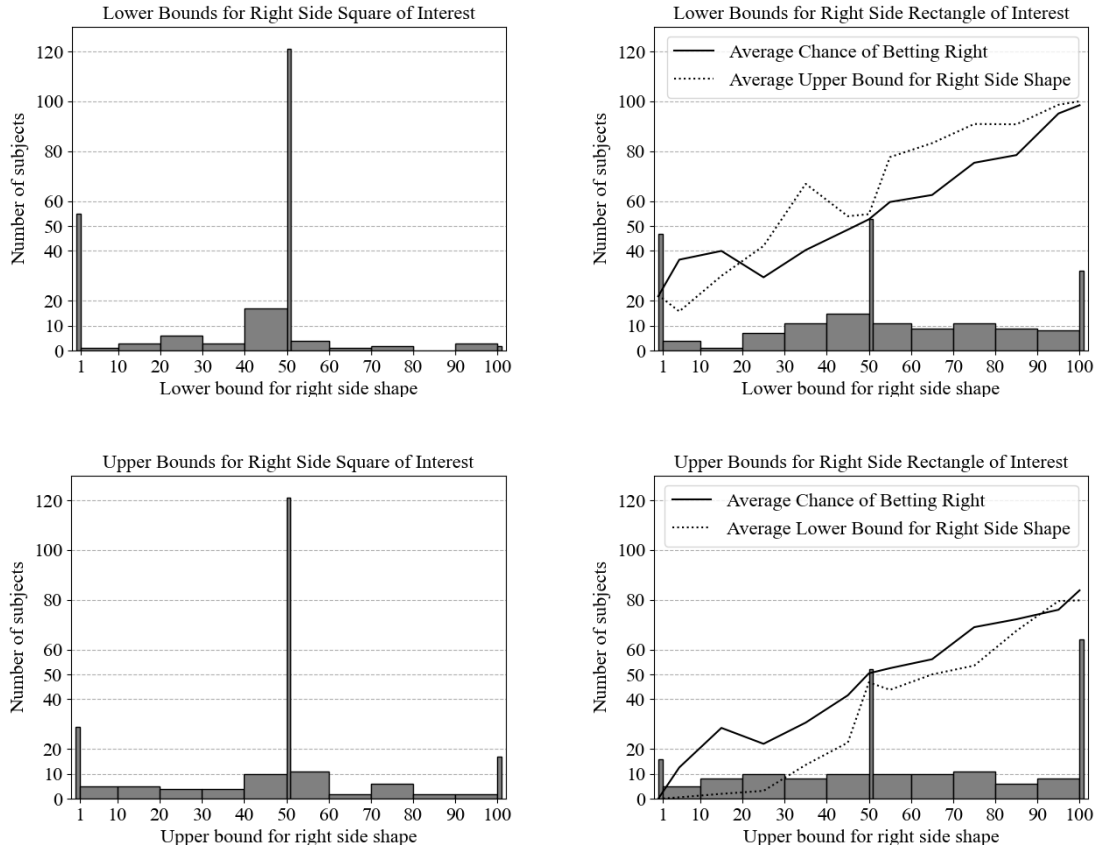 Lower Bounds for Right Side Square of Interest
Number of subjects
120
100
80
60
50
40
20
10
0
1 10 20 30 40 50 60 70 80 90 100
Lower bound for right side shape
Lower Bounds for Right Side Rectangle of Interest
Average Chance of Betting Right
Average Upper Bound for Right Side Shape
Number of subjects
120
100
80
60
50
40
20
10
0
1 10 20 30 40 50 60 70 80 90 100
Lower bound for right side shape
Upper Bounds for Right Side Square of Interest
Number of subjects
120
100
80
60
50
40
20
10
0
1 10 20 30 40 50 60 70 80 90 100
Upper bound for right side shape
Upper Bounds for Right Side Rectangle of Interest
Average Chance of Betting Right
Average Lower Bound for Right Side Shape
Number of subjects
120
100
80
60
50
40
20
10
0
1 10 20 30 40 50 60 70 80 90 100
Upper bound for right side shape